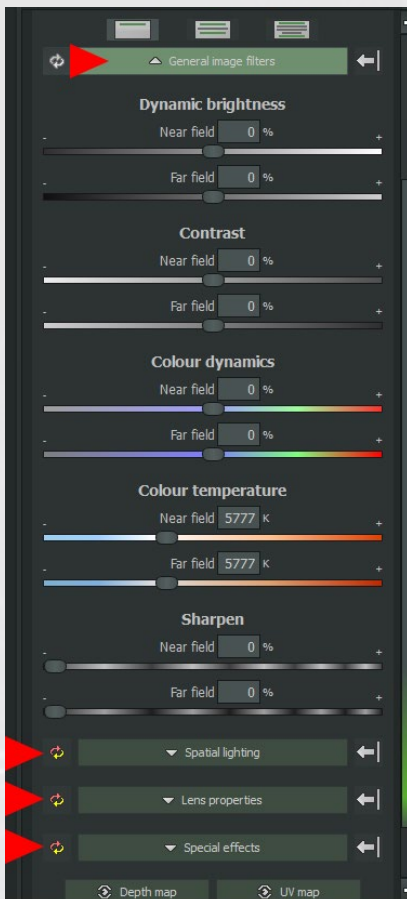 General image filters
Dynamic brightness
Near field 0 %
- +
Far field 0 %
- +
Contrast
Near field 0 %
- +
Far field 0 %
- +
Colour dynamics
Near field 0 %
- +
Far field 0 %
- +
Colour temperature
Near field 5777 K
- +
Far field 5777 K
- +
Sharpen
Near field 0 %
- +
Far field 0 %
- +
Spatial lighting
Lens properties
Special effects
Depth map UV map